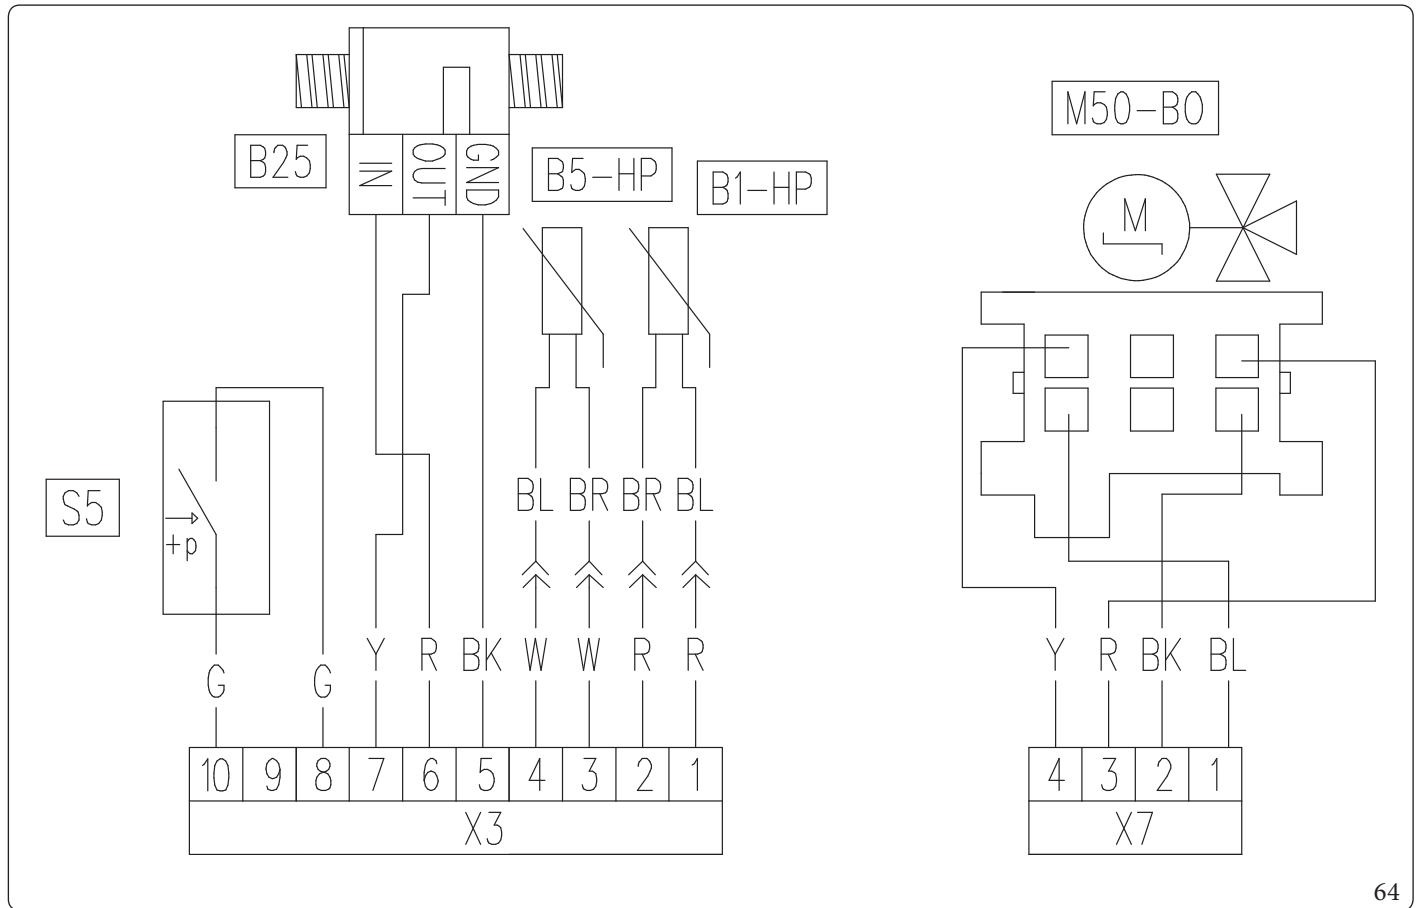 M50-B0
B25
IN
OUT
GND
B5-HP
B1-HP
M
S5
+p
BL BR BR BL
G G Y R BK W W R R
10 9 8 7 6 5 4 3 2 1
X3
Y R BK BL
4 3 2 1
X7
64